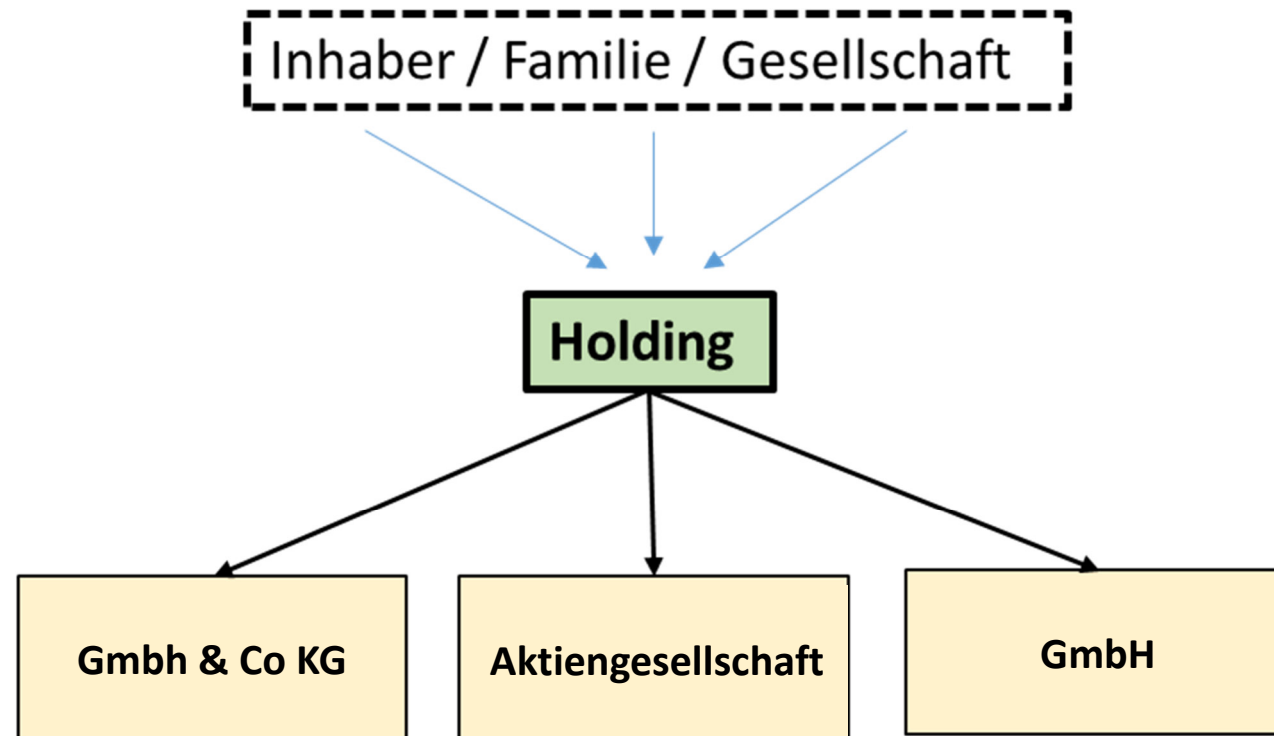 Inhaber / Familie / Gesellschaft
Holding
Gmbh & Co KG
Aktiengesellschaft
GmbH